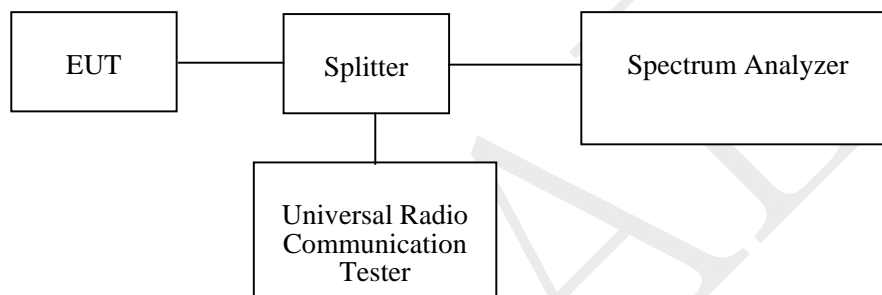 EUT
Splitter
Spectrum Analyzer
Universal Radio
Communication
Tester